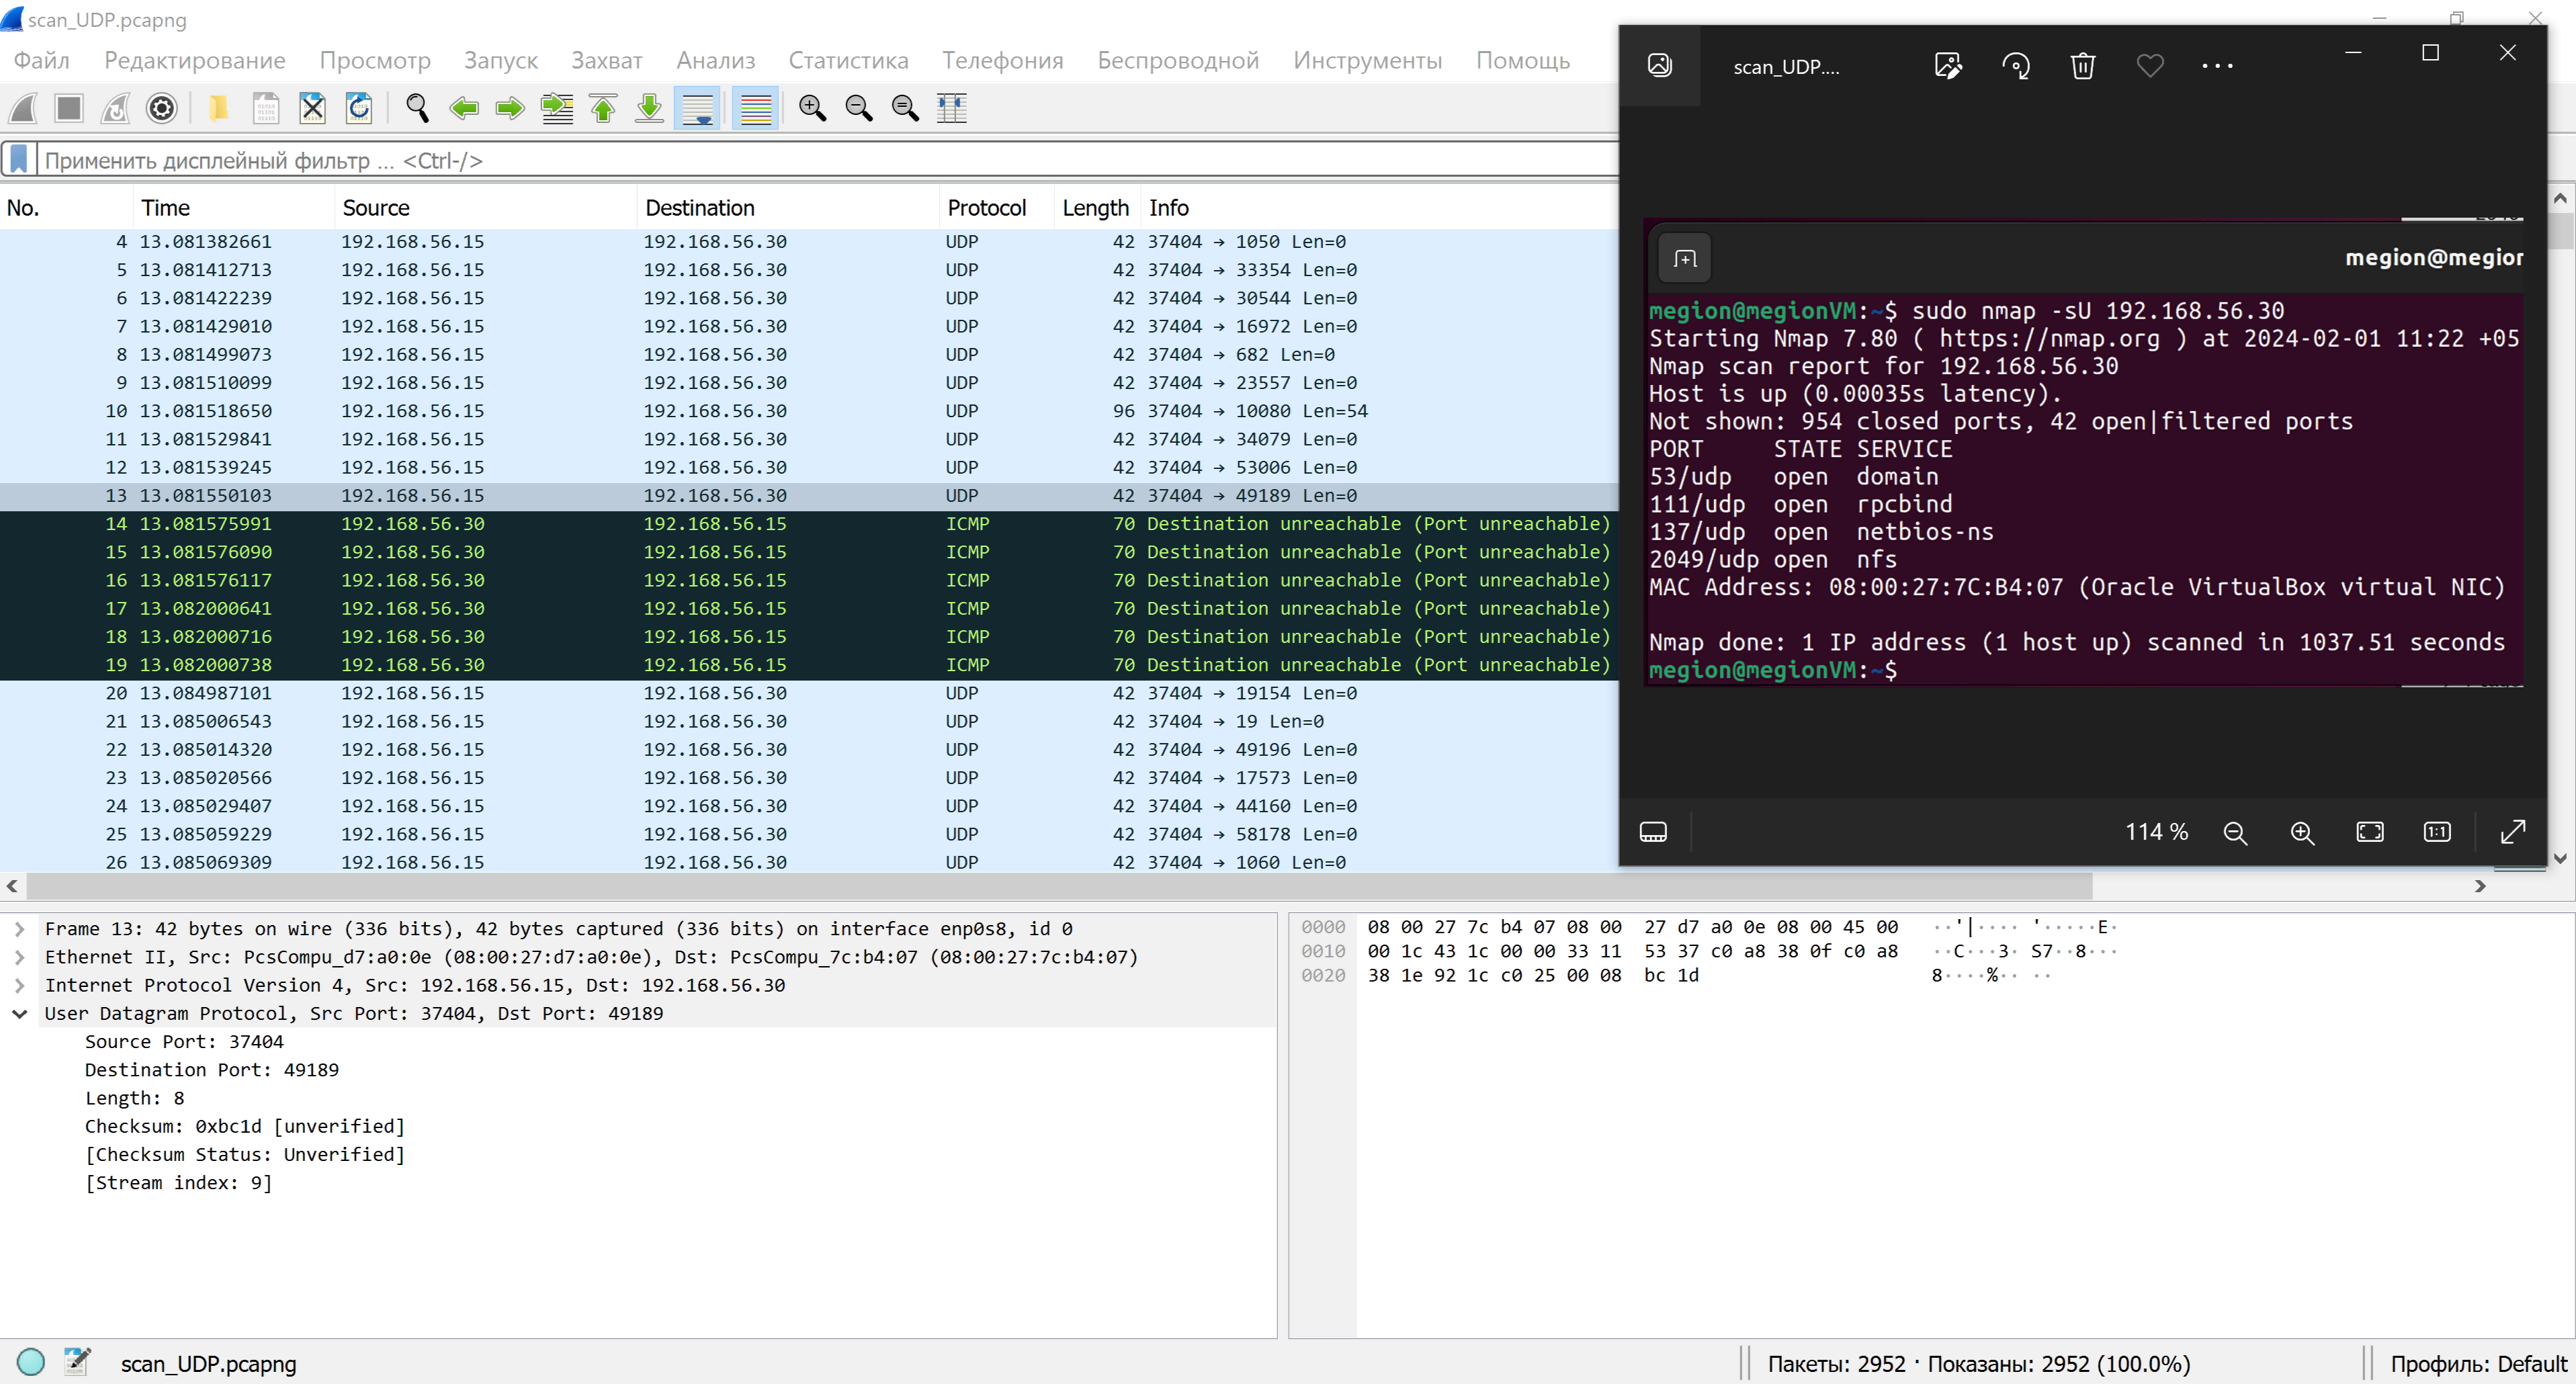 scan_UDP.pcapng
Файл Редактирование Просмотр Запуск Захват Анализ Статистика Телефония Беспроводной Инструменты Помощь
Применить дисплейный фильтр ... <Ctrl-/>
No. Time Source Destination Protocol Length Info
4 13.081382661 192.168.56.15 192.168.56.30 UDP 42 37404 → 1050 Len=0
5 13.081412713 192.168.56.15 192.168.56.30 UDP 42 37404 → 33354 Len=0
6 13.081422239 192.168.56.15 192.168.56.30 UDP 42 37404 → 30544 Len=0
7 13.081429010 192.168.56.15 192.168.56.30 UDP 42 37404 → 16972 Len=0
8 13.081499073 192.168.56.15 192.168.56.30 UDP 42 37404 → 682 Len=0
9 13.081510099 192.168.56.15 192.168.56.30 UDP 42 37404 → 23557 Len=0
10 13.081518650 192.168.56.15 192.168.56.30 UDP 96 37404 → 10080 Len=54
11 13.081529841 192.168.56.15 192.168.56.30 UDP 42 37404 → 34079 Len=0
12 13.081539245 192.168.56.15 192.168.56.30 UDP 42 37404 → 53006 Len=0
13 13.081550103 192.168.56.15 192.168.56.30 UDP 42 37404 → 49189 Len=0
14 13.081575991 192.168.56.30 192.168.56.15 ICMP 70 Destination unreachable (Port unreachable)
15 13.081576090 192.168.56.30 192.168.56.15 ICMP 70 Destination unreachable (Port unreachable)
16 13.081576117 192.168.56.30 192.168.56.15 ICMP 70 Destination unreachable (Port unreachable)
17 13.082000641 192.168.56.30 192.168.56.15 ICMP 70 Destination unreachable (Port unreachable)
18 13.082000716 192.168.56.30 192.168.56.15 ICMP 70 Destination unreachable (Port unreachable)
19 13.082000738 192.168.56.30 192.168.56.15 ICMP 70 Destination unreachable (Port unreachable)
20 13.084987101 192.168.56.15 192.168.56.30 UDP 42 37404 → 19154 Len=0
21 13.085006543 192.168.56.15 192.168.56.30 UDP 42 37404 → 19 Len=0
22 13.085014320 192.168.56.15 192.168.56.30 UDP 42 37404 → 49196 Len=0
23 13.085020566 192.168.56.15 192.168.56.30 UDP 42 37404 → 17573 Len=0
24 13.085029407 192.168.56.15 192.168.56.30 UDP 42 37404 → 44160 Len=0
25 13.085059229 192.168.56.15 192.168.56.30 UDP 42 37404 → 58178 Len=0
26 13.085069309 192.168.56.15 192.168.56.30 UDP 42 37404 → 1060 Len=0
scan_UDP....
megion@megior
megion@megionVM:~$ sudo nmap -sU 192.168.56.30
Starting Nmap 7.80 ( https://nmap.org ) at 2024-02-01 11:22 +05
Nmap scan report for 192.168.56.30
Host is up (0.00035s latency).
Not shown: 954 closed ports, 42 open|filtered ports
PORT STATE SERVICE
53/udp open domain
111/udp open rpcbind
137/udp open netbios-ns
2049/udp open nfs
MAC Address: 08:00:27:7C:B4:07 (Oracle VirtualBox virtual NIC)
Nmap done: 1 IP address (1 host up) scanned in 1037.51 seconds
megion@megionVM:~$
114 %
1:1
Frame 13: 42 bytes on wire (336 bits), 42 bytes captured (336 bits) on interface enp0s8, id 0
Ethernet II, Src: PcsCompu_d7:a0:0e (08:00:27:d7:a0:0e), Dst: PcsCompu_7c:b4:07 (08:00:27:7c:b4:07)
Internet Protocol Version 4, Src: 192.168.56.15, Dst: 192.168.56.30
User Datagram Protocol, Src Port: 37404, Dst Port: 49189
Source Port: 37404
Destination Port: 49189
Length: 8
Checksum: 0xbc1d [unverified]
[Checksum Status: Unverified]
[Stream index: 9]
0000 08 00 27 7c b4 07 08 00 27 d7 a0 0e 08 00 45 00 ··'|···· '·····E·
0010 00 1c 43 1c 00 00 33 11 53 37 c0 a8 38 0f c0 a8 ··C···3· S7··8···
0020 38 1e 92 1c c0 25 00 08 bc 1d 8····%·· ··
scan_UDP.pcapng
Пакеты: 2952 · Показаны: 2952 (100.0%)
Профиль: Default